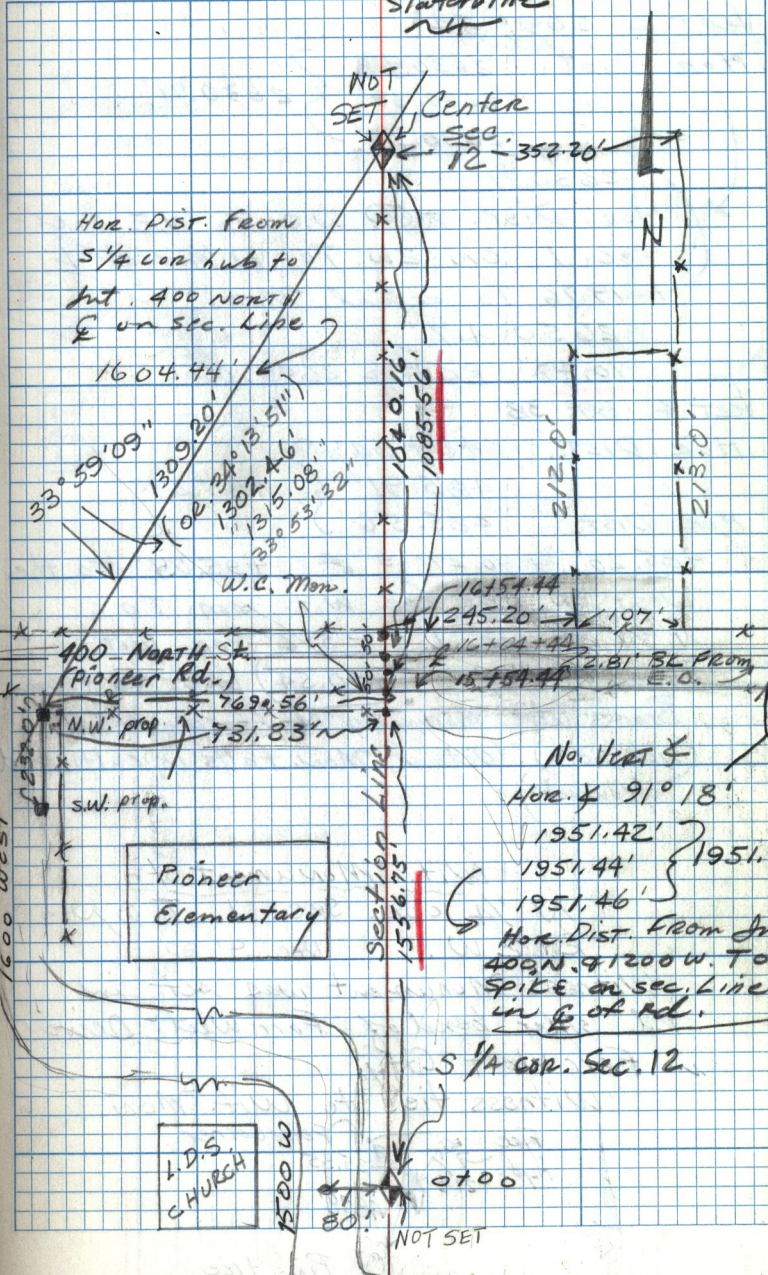 NOT
SET
Center
sec.
12 - 352.20'
N
Hor. Dist. From
S 1/4 cor hub to
Int. 400 North
℄ on sec. Line
1604.44'
33° 59' 09"
1309.20'
(OR 34° 13' 51")
1302.46'
"1315.08'"
33° 53' 32"
1040.16'
1085.56'
212.0'
213.0'
W.C. Mon.
16+54.44
245.20'
107'
50' 50'
400 North St.
(Pioneer Rd.)
16+04+44
15+54.44
2.81' BK From
E.O.
769.56'
N.W. prop.
731.83'
S.W. prop.
1600 West
Section Line
1556.75'
Pioneer
Elementary
No. Vert ∡
Hor. ∡ 91° 18'
1951.42'
1951.44'
1951.46'
1951.
Hor. Dist. From
400 N. & 1200 W. To
SPIKE on sec. Line
in ℄ of Rd.
S 1/4 cor. Sec. 12
L.D.S.
CHURCH
1500 W
80'
0+00
NOT SET